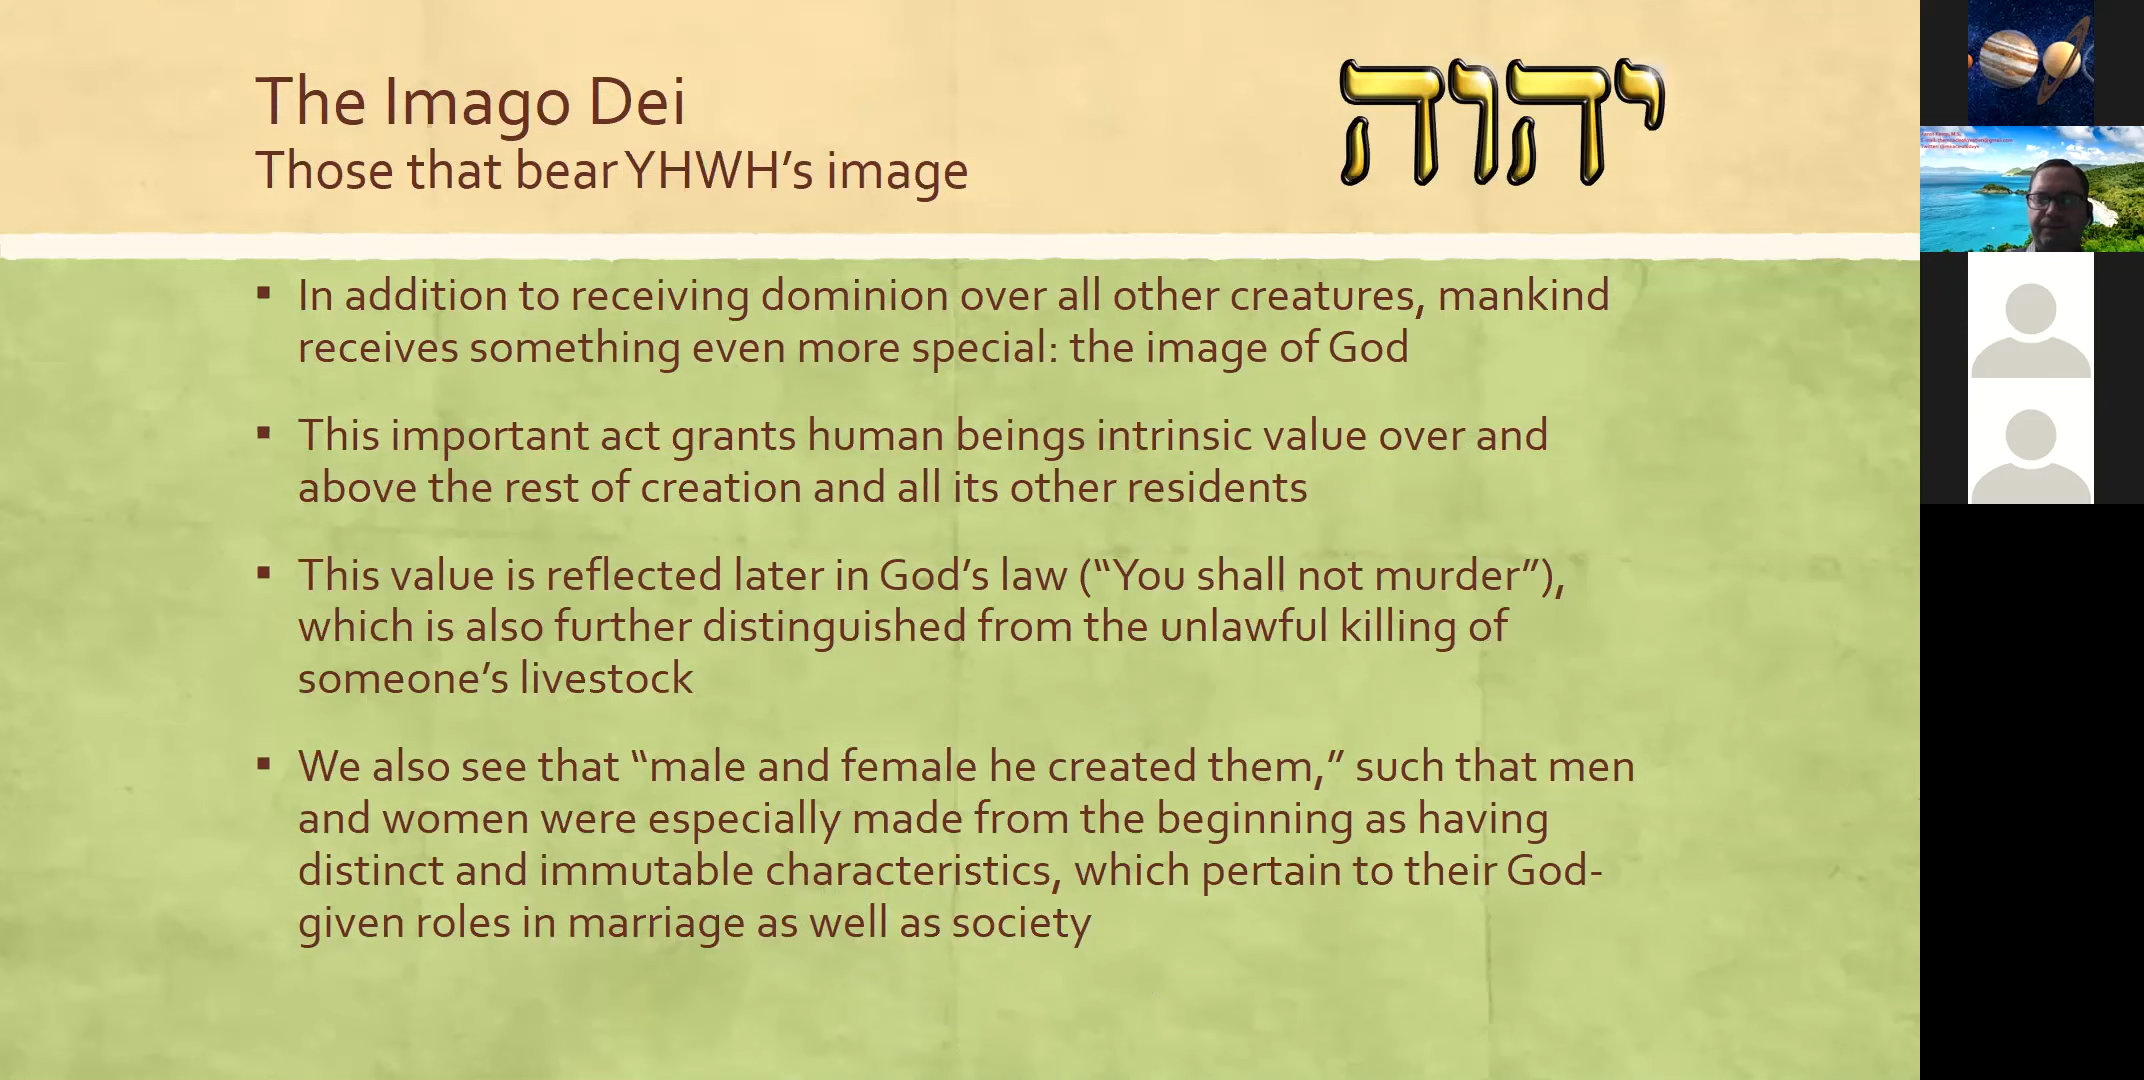 The Imago Dei
Those that bear YHWH’s image
יהוה
▪ In addition to receiving dominion over all other creatures, mankind
receives something even more special: the image of God
▪ This important act grants human beings intrinsic value over and
above the rest of creation and all its other residents
▪ This value is reflected later in God’s law (“You shall not murder”),
which is also further distinguished from the unlawful killing of
someone’s livestock
▪ We also see that “male and female he created them,” such that men
and women were especially made from the beginning as having
distinct and immutable characteristics, which pertain to their God-
given roles in marriage as well as society